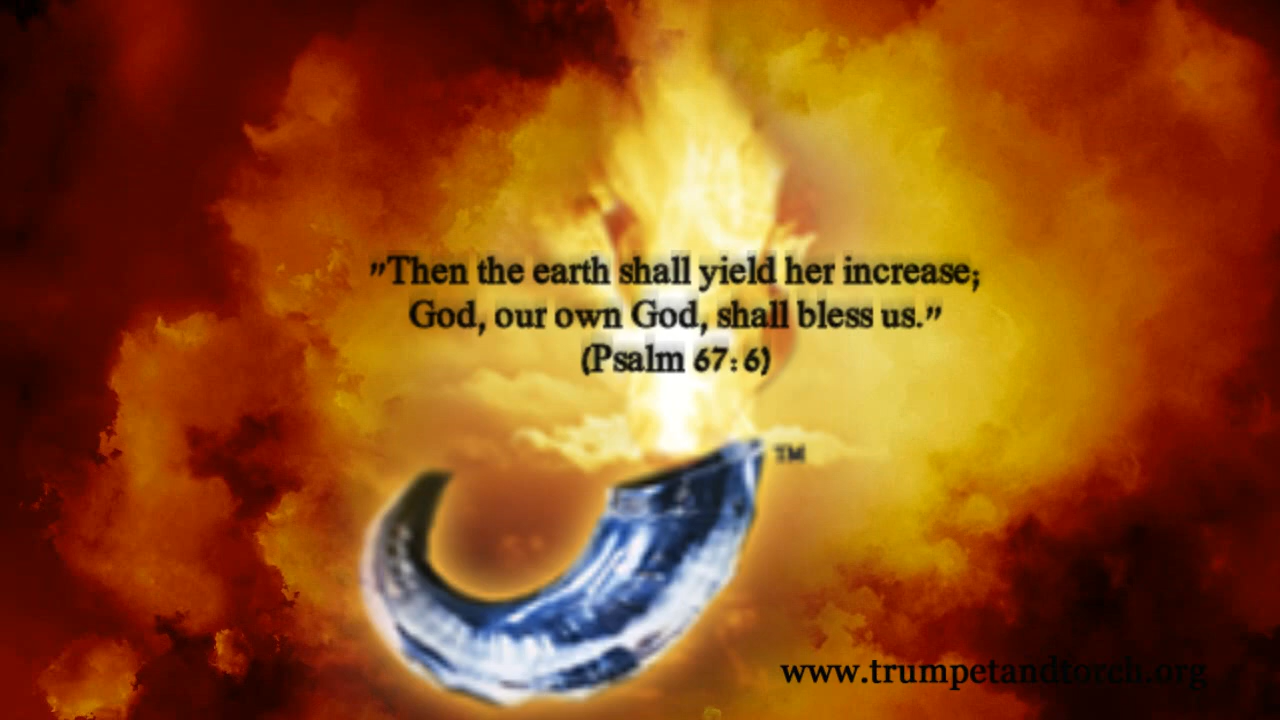 "Then the earth shall yield her increase;
God, our own God, shall bless us."
(Psalm 67:6)
TM
www.trumpetandtorch.org